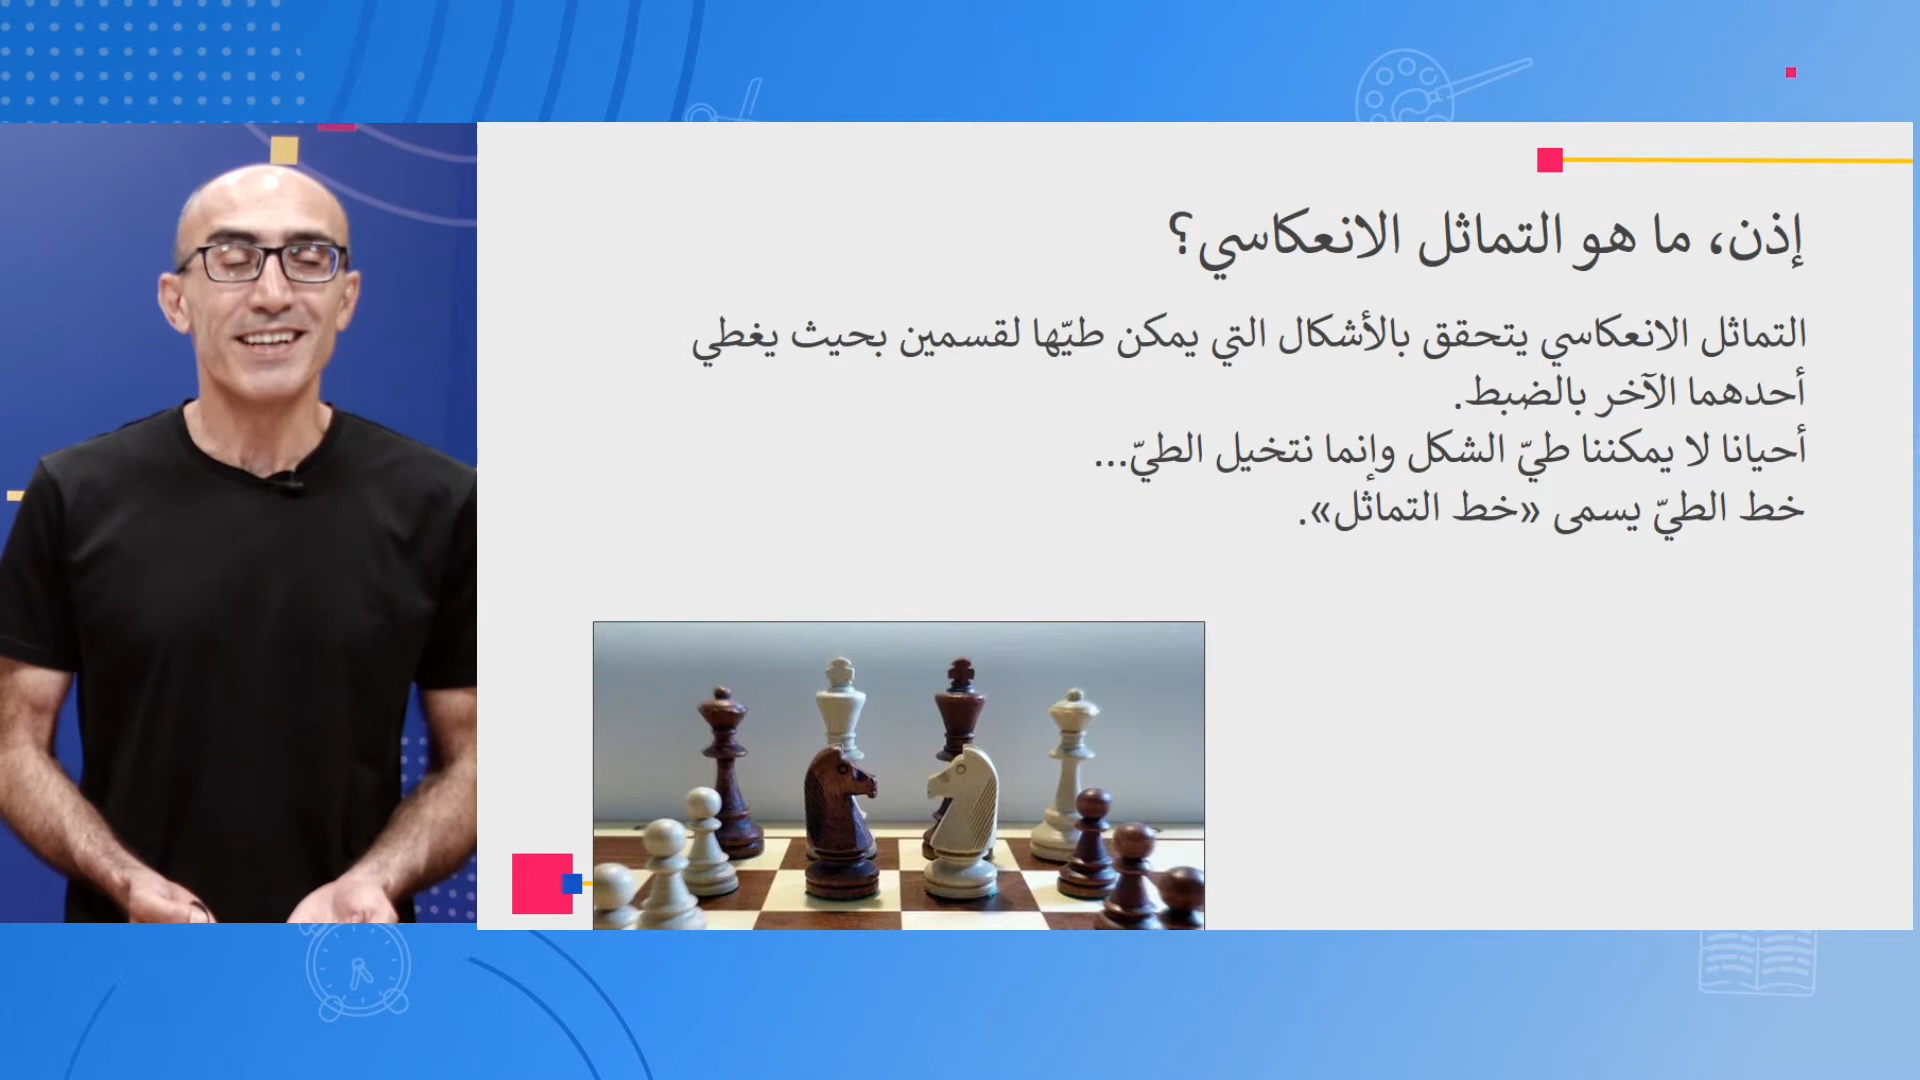 إذن، ما هو التماثل الانعكاسي؟
التماثل الانعكاسي يتحقق بالأشكال التي يمكن طيّها لقسمين بحيث يغطي
أحدهما الآخر بالضبط.
أحيانا لا يمكننا طيّ الشكل وإنما نتخيل الطيّ...
خط الطيّ يسمى «خط التماثل».